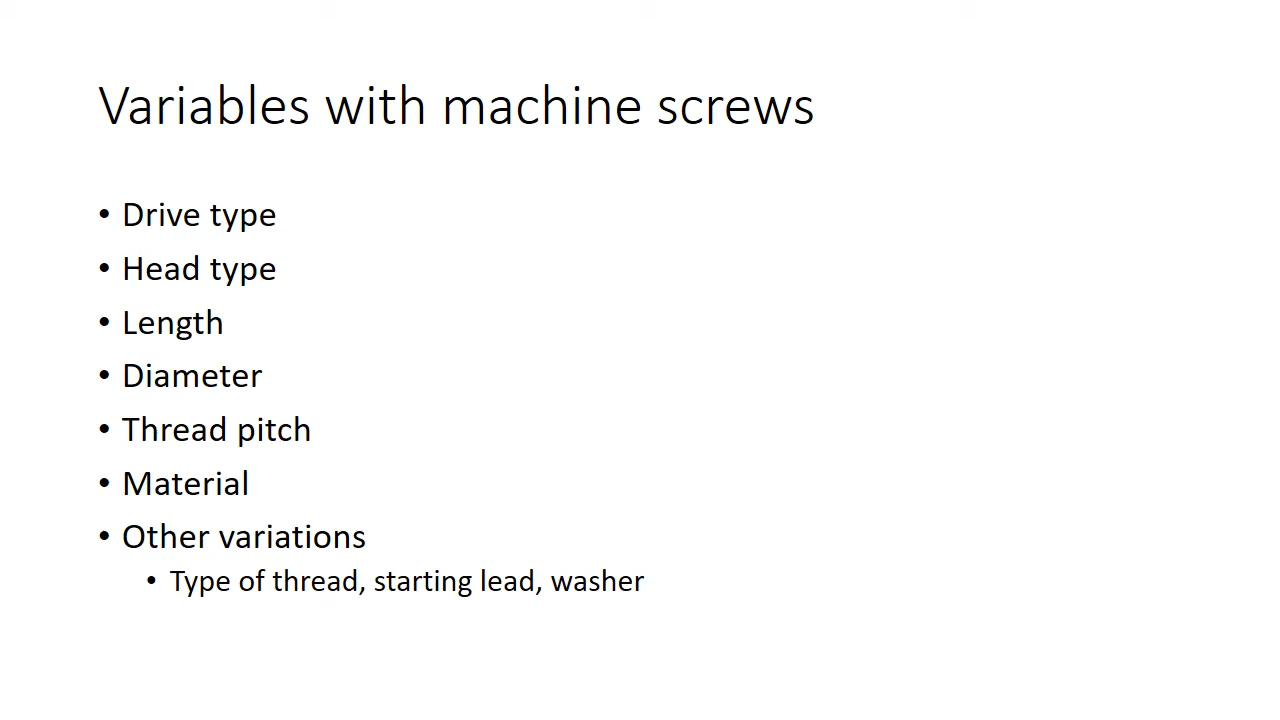 Variables with machine screws
• Drive type
• Head type
• Length
• Diameter
• Thread pitch
• Material
• Other variations
• Type of thread, starting lead, washer